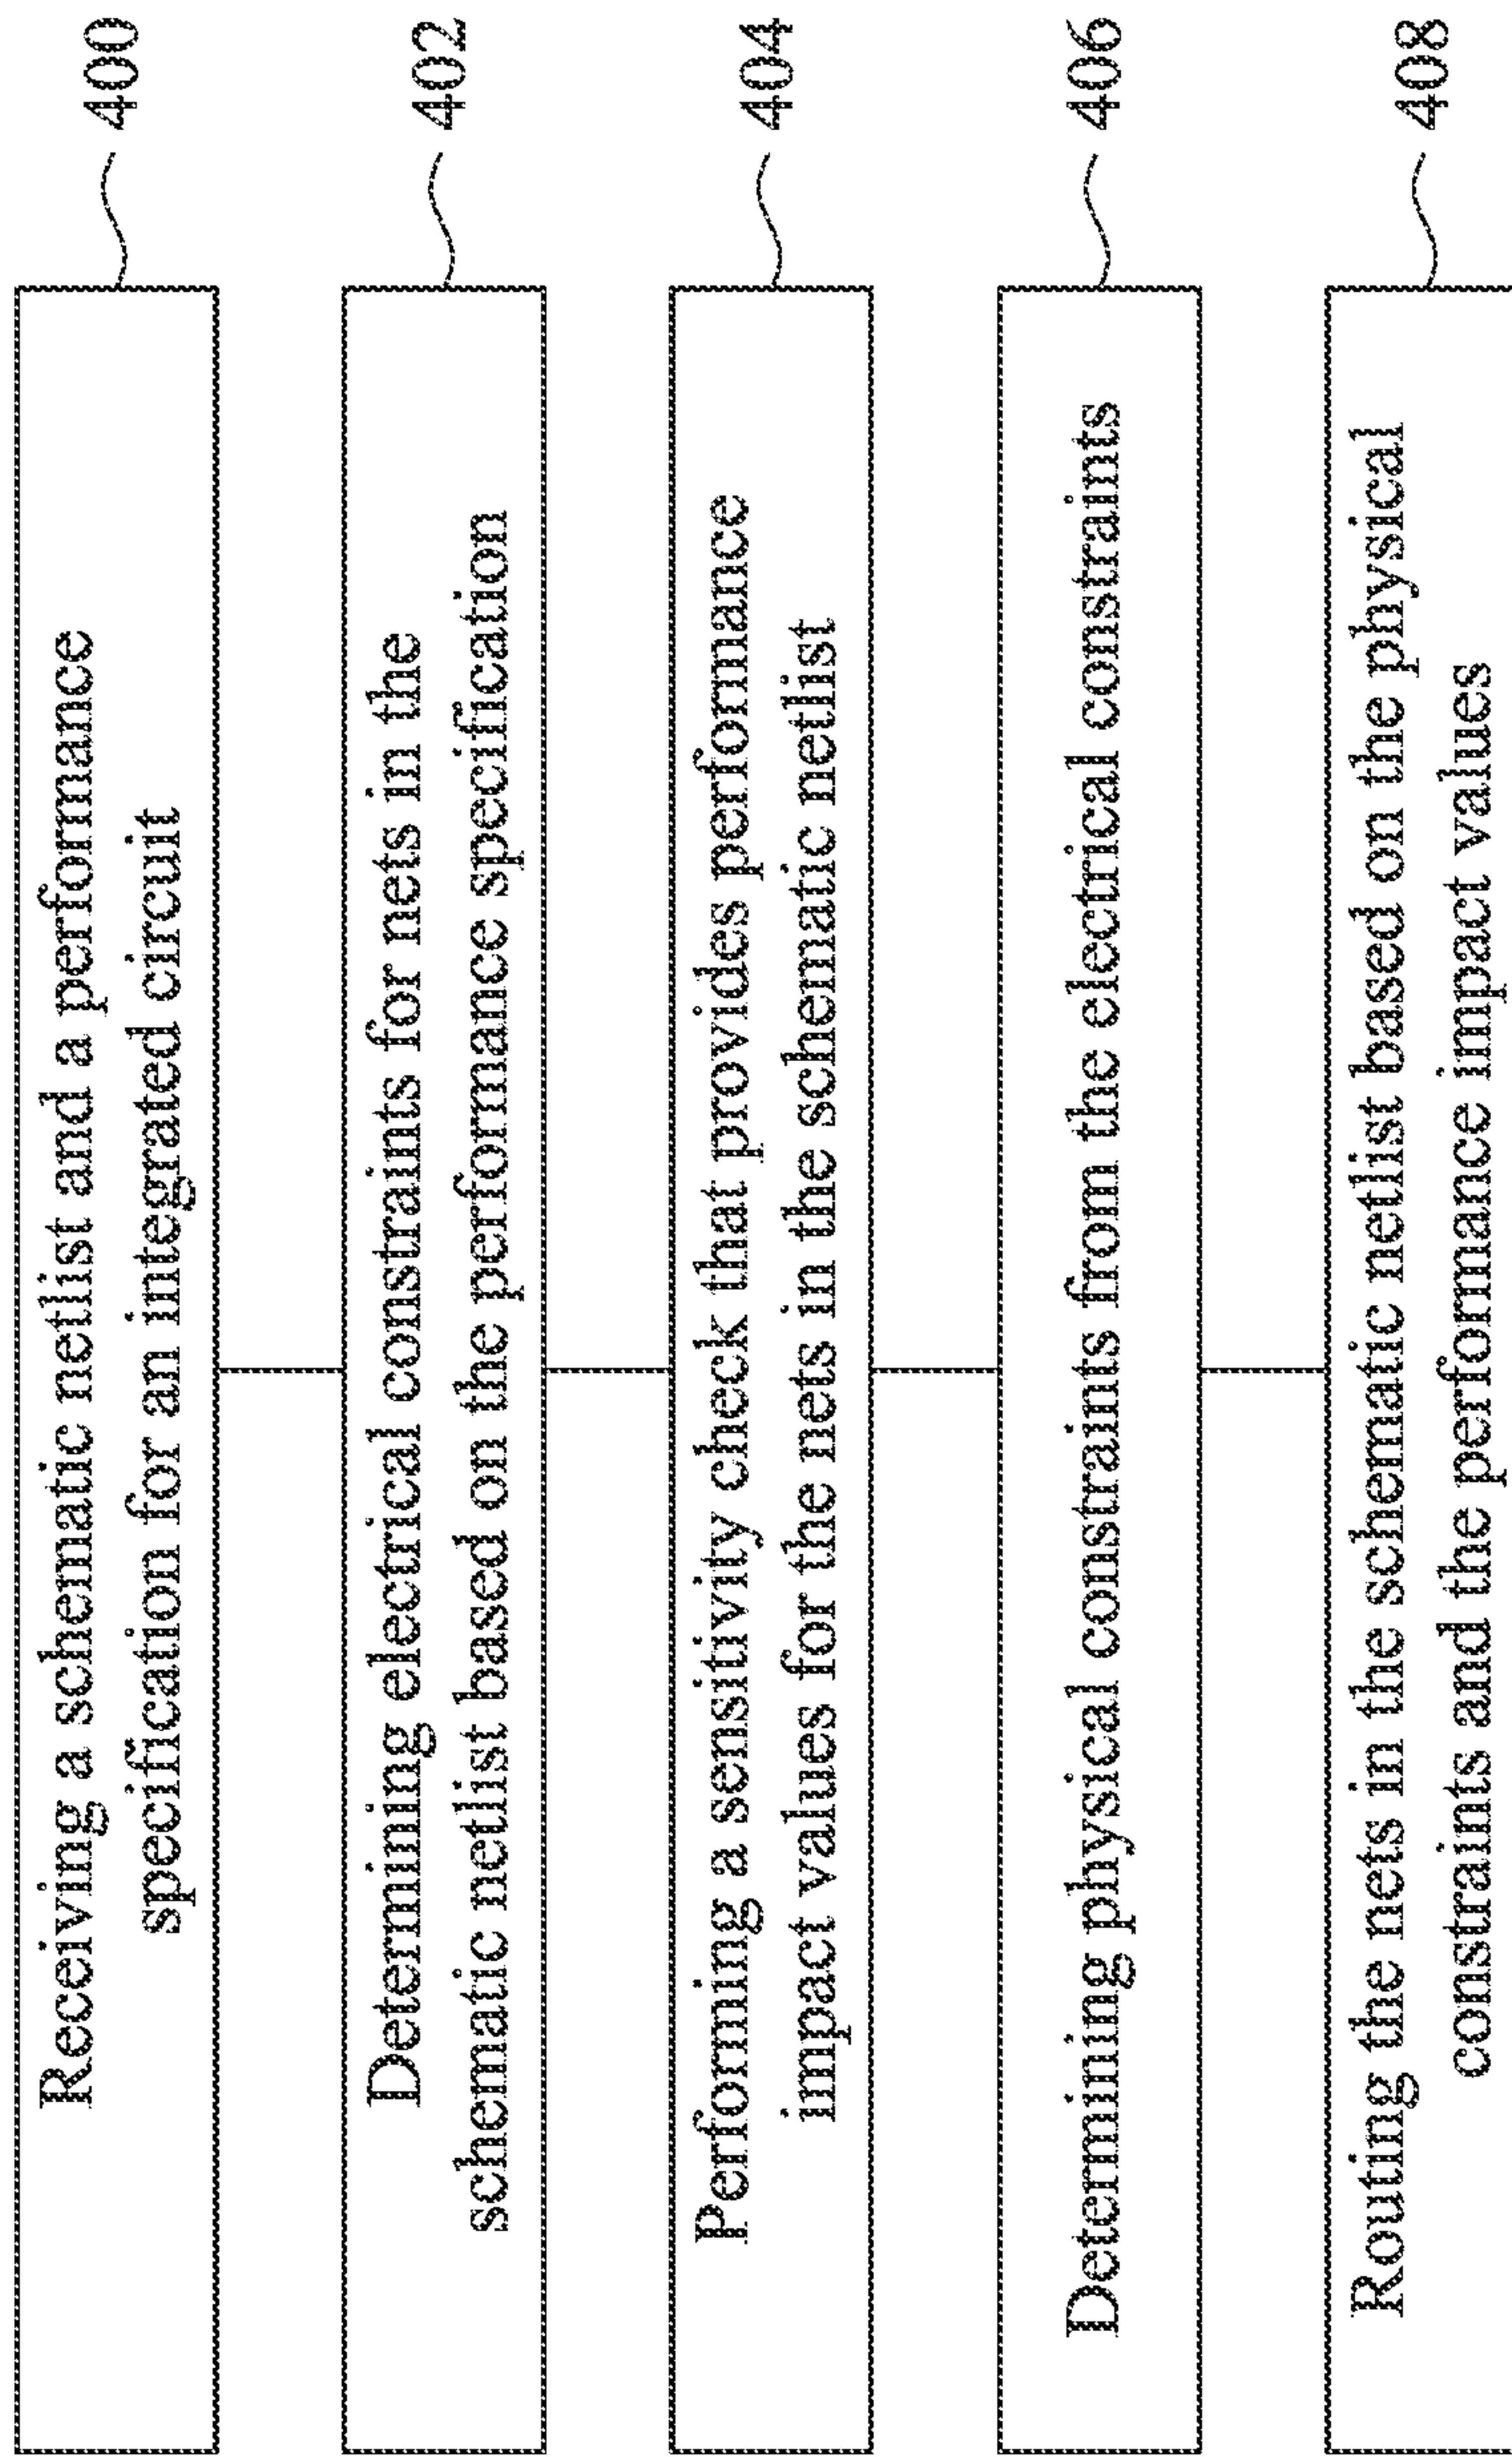 Receiving a schematic netlist and a performance
specification for an integrated circuit
400
Determining electrical constraints for nets in the
schematic netlist based on the performance specification
402
Performing a sensitivity check that provides performance
impact values for the nets in the schematic netlist
404
Determining physical constraints from the electrical constraints
406
Routing the nets in the schematic netlist based on the physical
constraints and the performance impact values
408